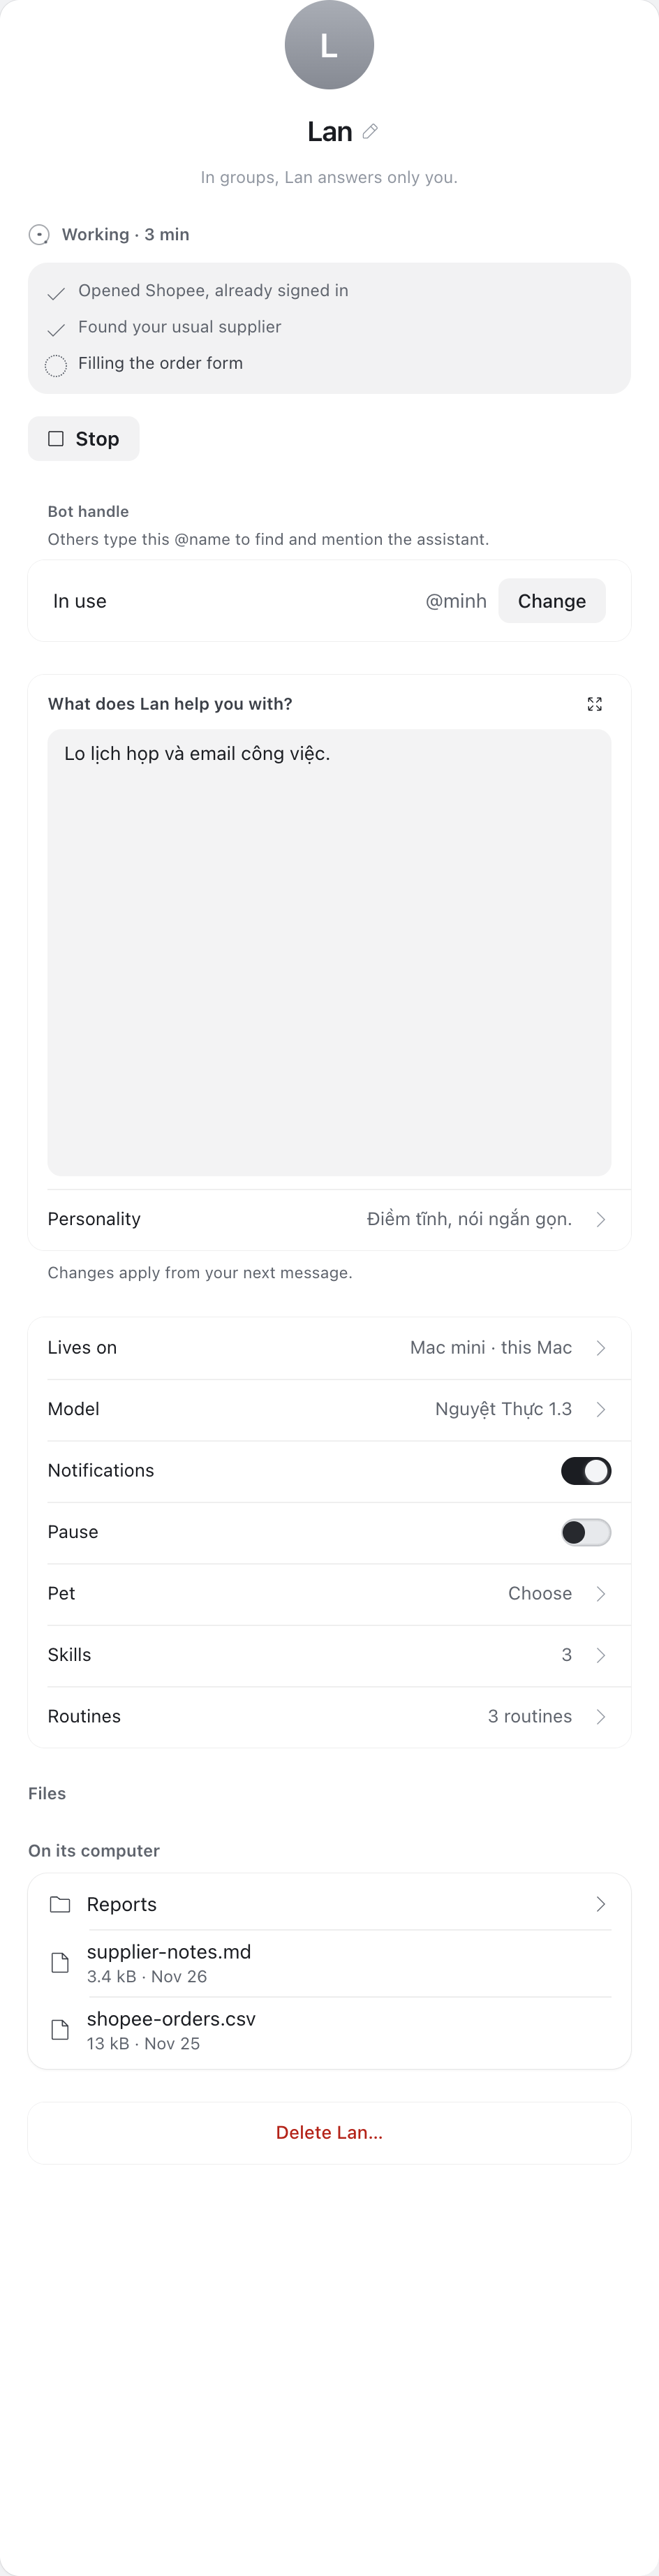 L
Lan
In groups, Lan answers only you.
Working · 3 min
Opened Shopee, already signed in
Found your usual supplier
Filling the order form
Stop
Bot handle
Others type this @name to find and mention the assistant.
In use @minh Change
What does Lan help you with?
Lo lịch họp và email công việc.
Personality Điềm tĩnh, nói ngắn gọn.
Changes apply from your next message.
Lives on Mac mini · this Mac
Model Nguyệt Thực 1.3
Notifications
Pause
Pet Choose
Skills 3
Routines 3 routines
Files
On its computer
Reports
supplier-notes.md
3.4 kB · Nov 26
shopee-orders.csv
13 kB · Nov 25
Delete Lan...